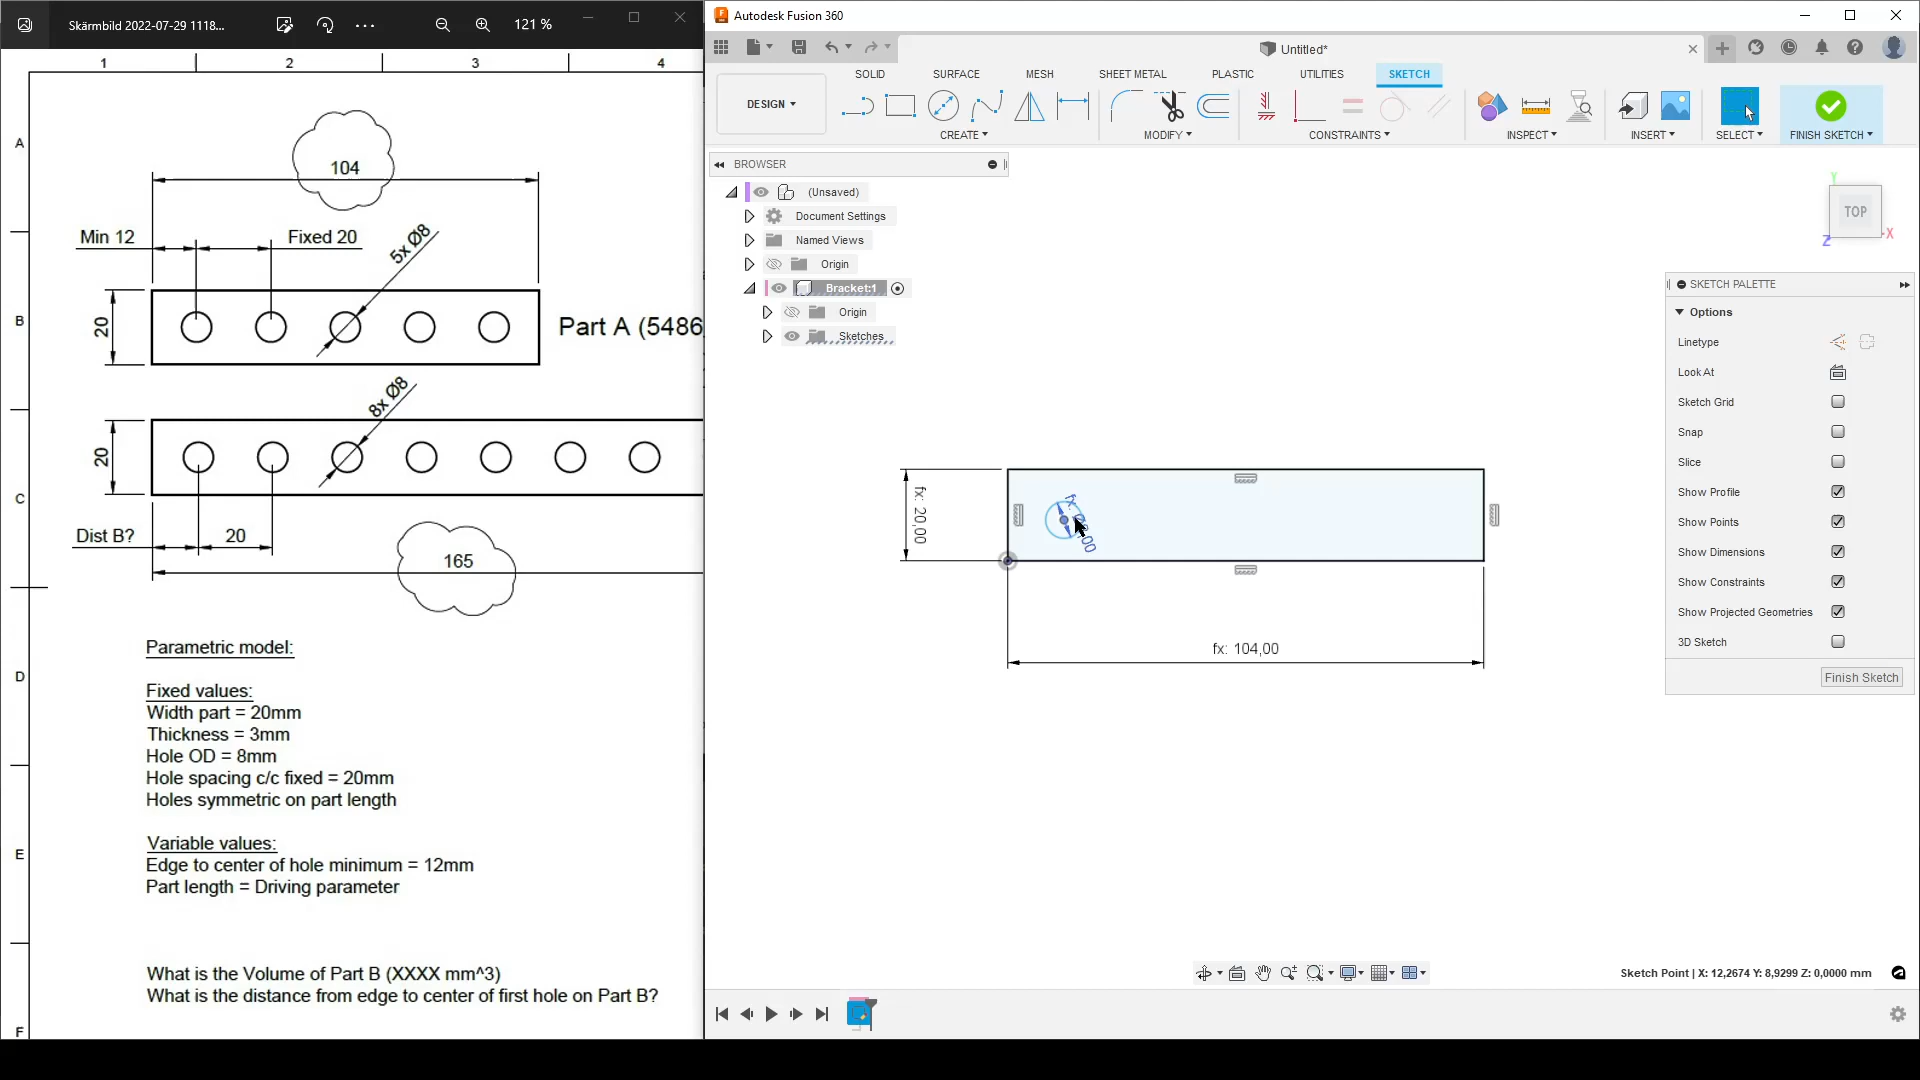 Skärmbild 2022-07-29 1118...
121 %
1
2
3
4
A
B
C
D
E
F
104
Min 12
Fixed 20
5x Ø8
20
Part A (5486
8x Ø8
20
Dist B?
20
165
Parametric model:
Fixed values:
Width part = 20mm
Thickness = 3mm
Hole OD = 8mm
Hole spacing c/c fixed = 20mm
Holes symmetric on part length
Variable values:
Edge to center of hole minimum = 12mm
Part length = Driving parameter
What is the Volume of Part B (XXXX mm^3)
What is the distance from edge to center of first hole on Part B?
Autodesk Fusion 360
Untitled*
SOLID
SURFACE
MESH
SHEET METAL
PLASTIC
UTILITIES
SKETCH
DESIGN
CREATE
MODIFY
CONSTRAINTS
INSPECT
INSERT
SELECT
FINISH SKETCH
BROWSER
(Unsaved)
Document Settings
Named Views
Origin
Bracket:1
Origin
Sketches
Y
TOP
X
Z
fx: 20,00
fx: 104,00
SKETCH PALETTE
Options
Linetype
Look At
Sketch Grid
Snap
Slice
Show Profile
Show Points
Show Dimensions
Show Constraints
Show Projected Geometries
3D Sketch
Finish Sketch
Sketch Point | X: 12,2674 Y: 8,9299 Z: 0,0000 mm